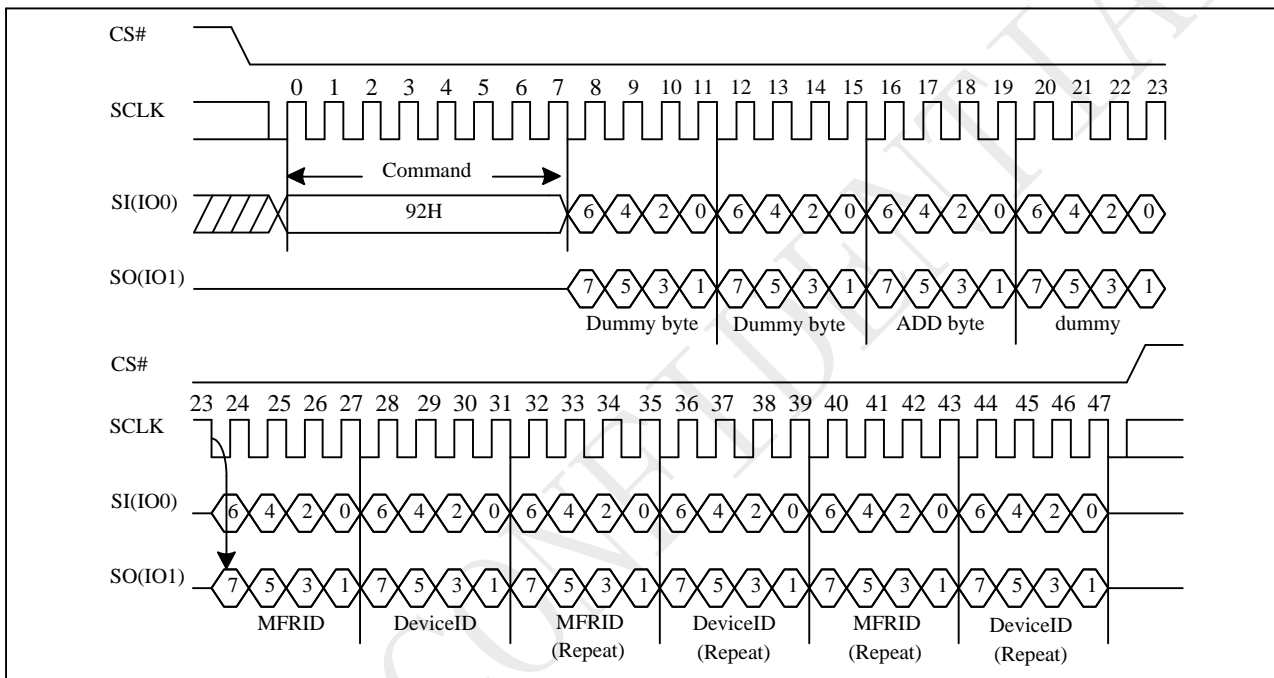 CS#
0 1 2 3 4 5 6 7 8 9 10 11 12 13 14 15 16 17 18 19 20 21 22 23
SCLK
Command
SI(IO0) 92H 6 4 2 0 6 4 2 0 6 4 2 0 6 4 2 0
SO(IO1) 7 5 3 1 7 5 3 1 7 5 3 1 7 5 3 1
Dummy byte Dummy byte ADD byte dummy
CS#
23 24 25 26 27 28 29 30 31 32 33 34 35 36 37 38 39 40 41 42 43 44 45 46 47
SCLK
SI(IO0) 6 4 2 0 6 4 2 0 6 4 2 0 6 4 2 0 6 4 2 0 6 4 2 0
SO(IO1) 7 5 3 1 7 5 3 1 7 5 3 1 7 5 3 1 7 5 3 1 7 5 3 1
MFRID DeviceID MFRID DeviceID MFRID DeviceID
(Repeat) (Repeat) (Repeat) (Repeat)
CONFIDENTIA